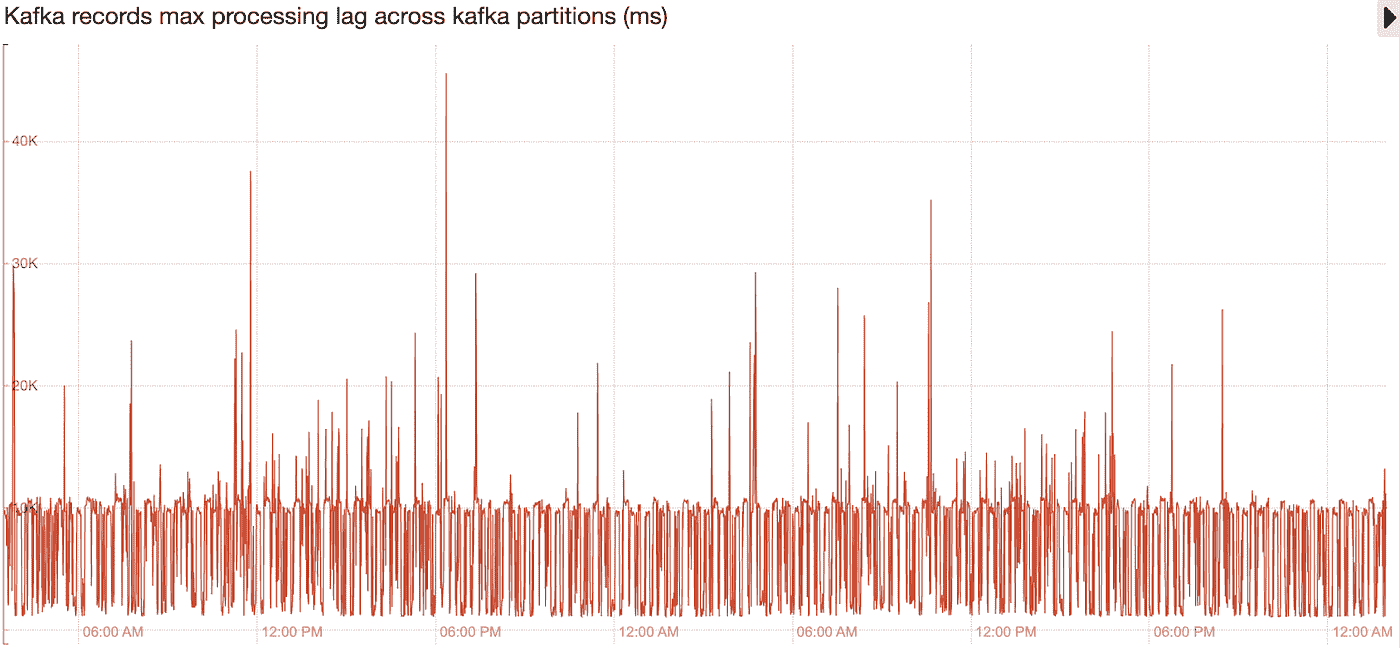 Kafka records max processing lag across kafka partitions (ms)
40K
30K
20K
10K
06:00 AM 12:00 PM 06:00 PM 12:00 AM 06:00 AM 12:00 PM 06:00 PM 12:00 AM